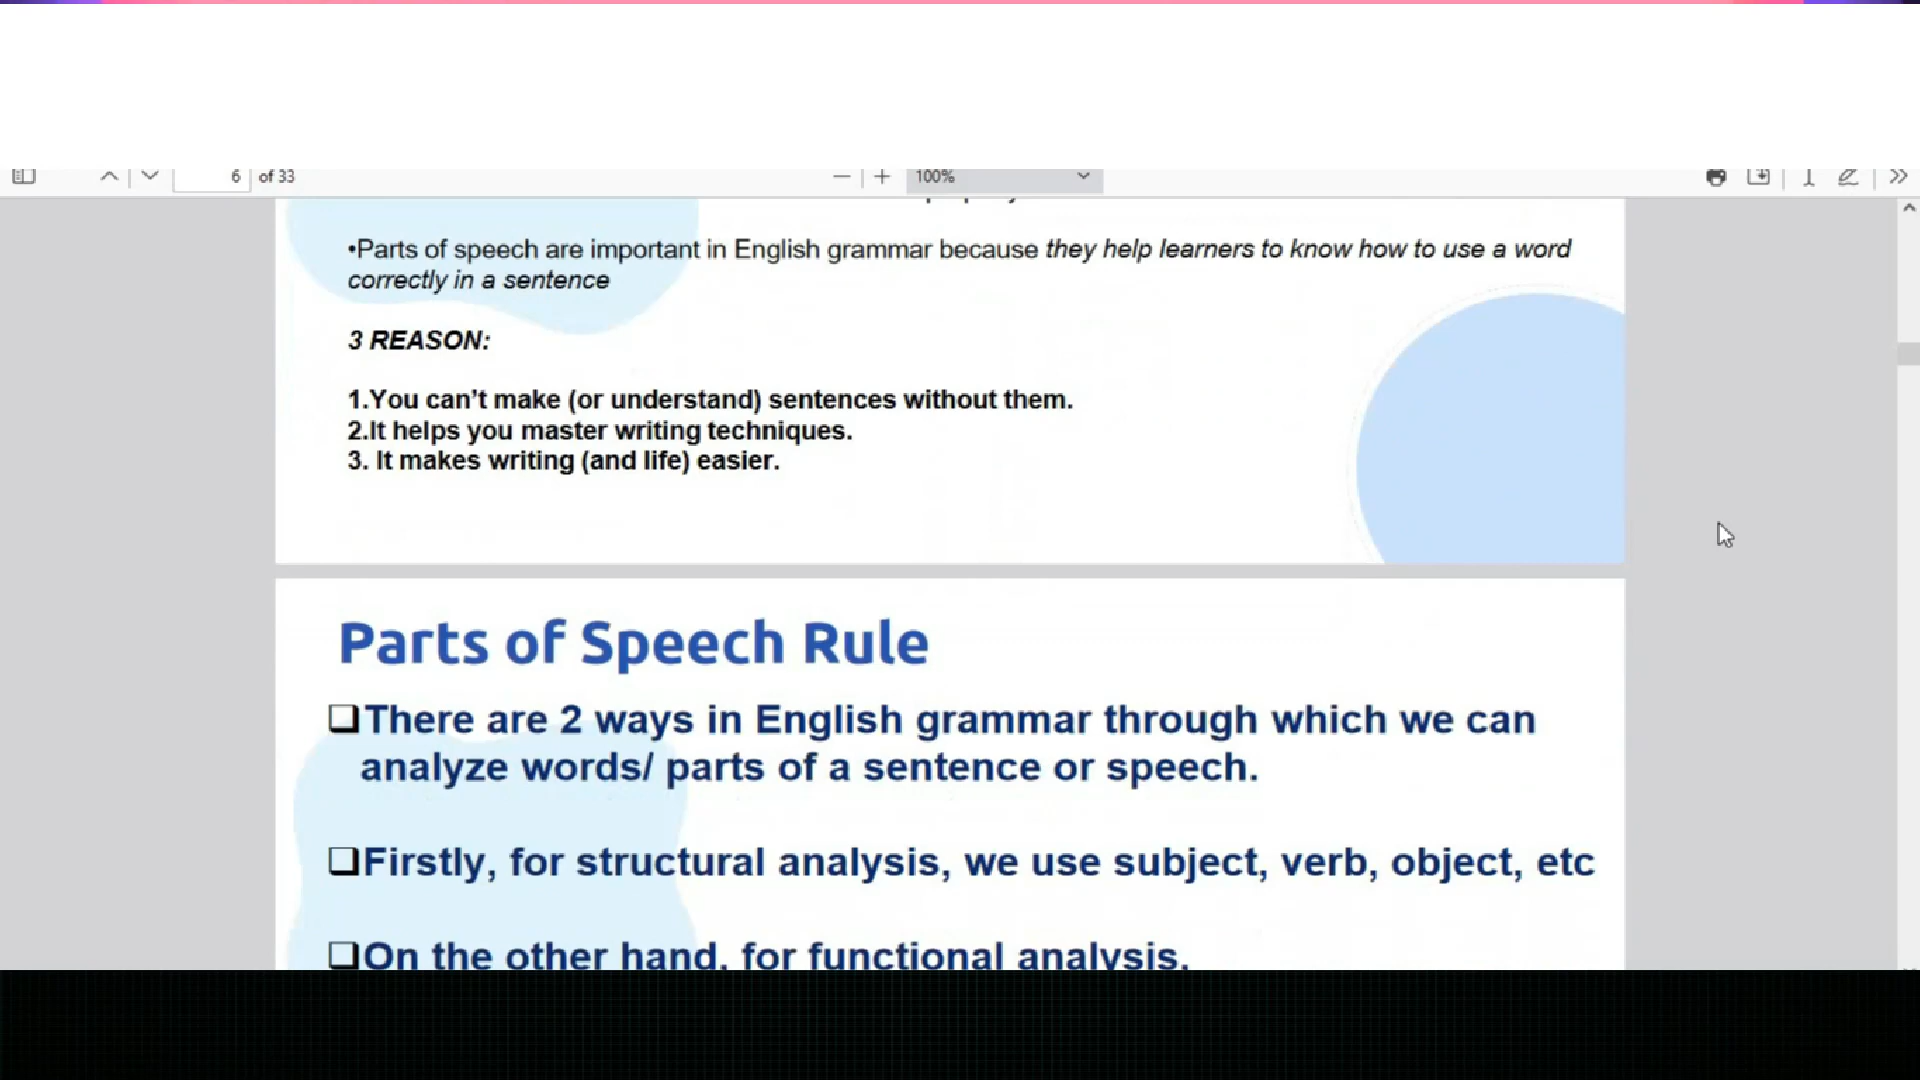 6 of 33
100%
•Parts of speech are important in English grammar because they help learners to know how to use a word
correctly in a sentence
3 REASON:
1.You can’t make (or understand) sentences without them.
2.It helps you master writing techniques.
3. It makes writing (and life) easier.
Parts of Speech Rule
❑There are 2 ways in English grammar through which we can
analyze words/ parts of a sentence or speech.
❑Firstly, for structural analysis, we use subject, verb, object, etc
❑On the other hand, for functional analysis,